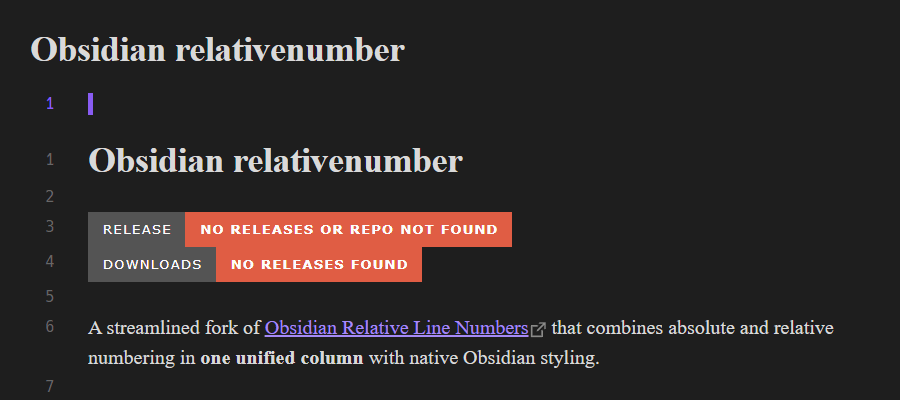 Obsidian relativenumber
1
1 Obsidian relativenumber
2
3 RELEASE NO RELEASES OR REPO NOT FOUND
4 DOWNLOADS NO RELEASES FOUND
5
6 A streamlined fork of Obsidian Relative Line Numbers that combines absolute and relative
numbering in one unified column with native Obsidian styling.
7